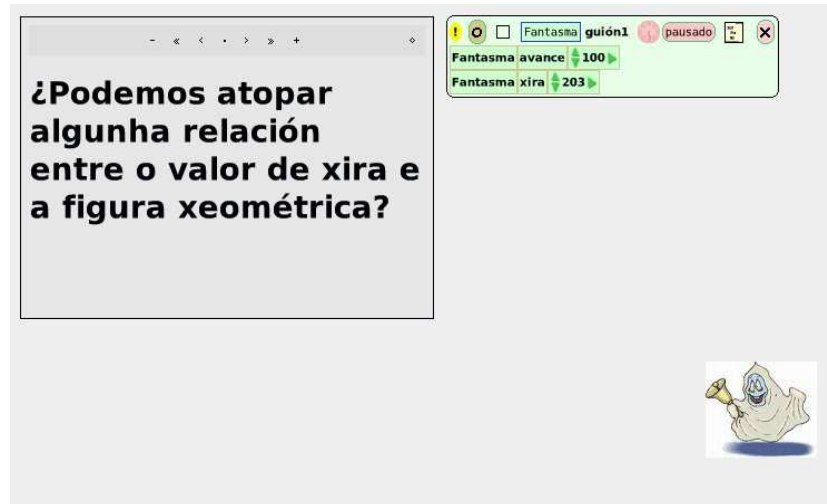 - « < · > » +
¿Podemos atopar
algunha relación
entre o valor de xira e
a figura xeométrica?
! Fantasma guión1 pausado
Fantasma avance 100
Fantasma xira 203